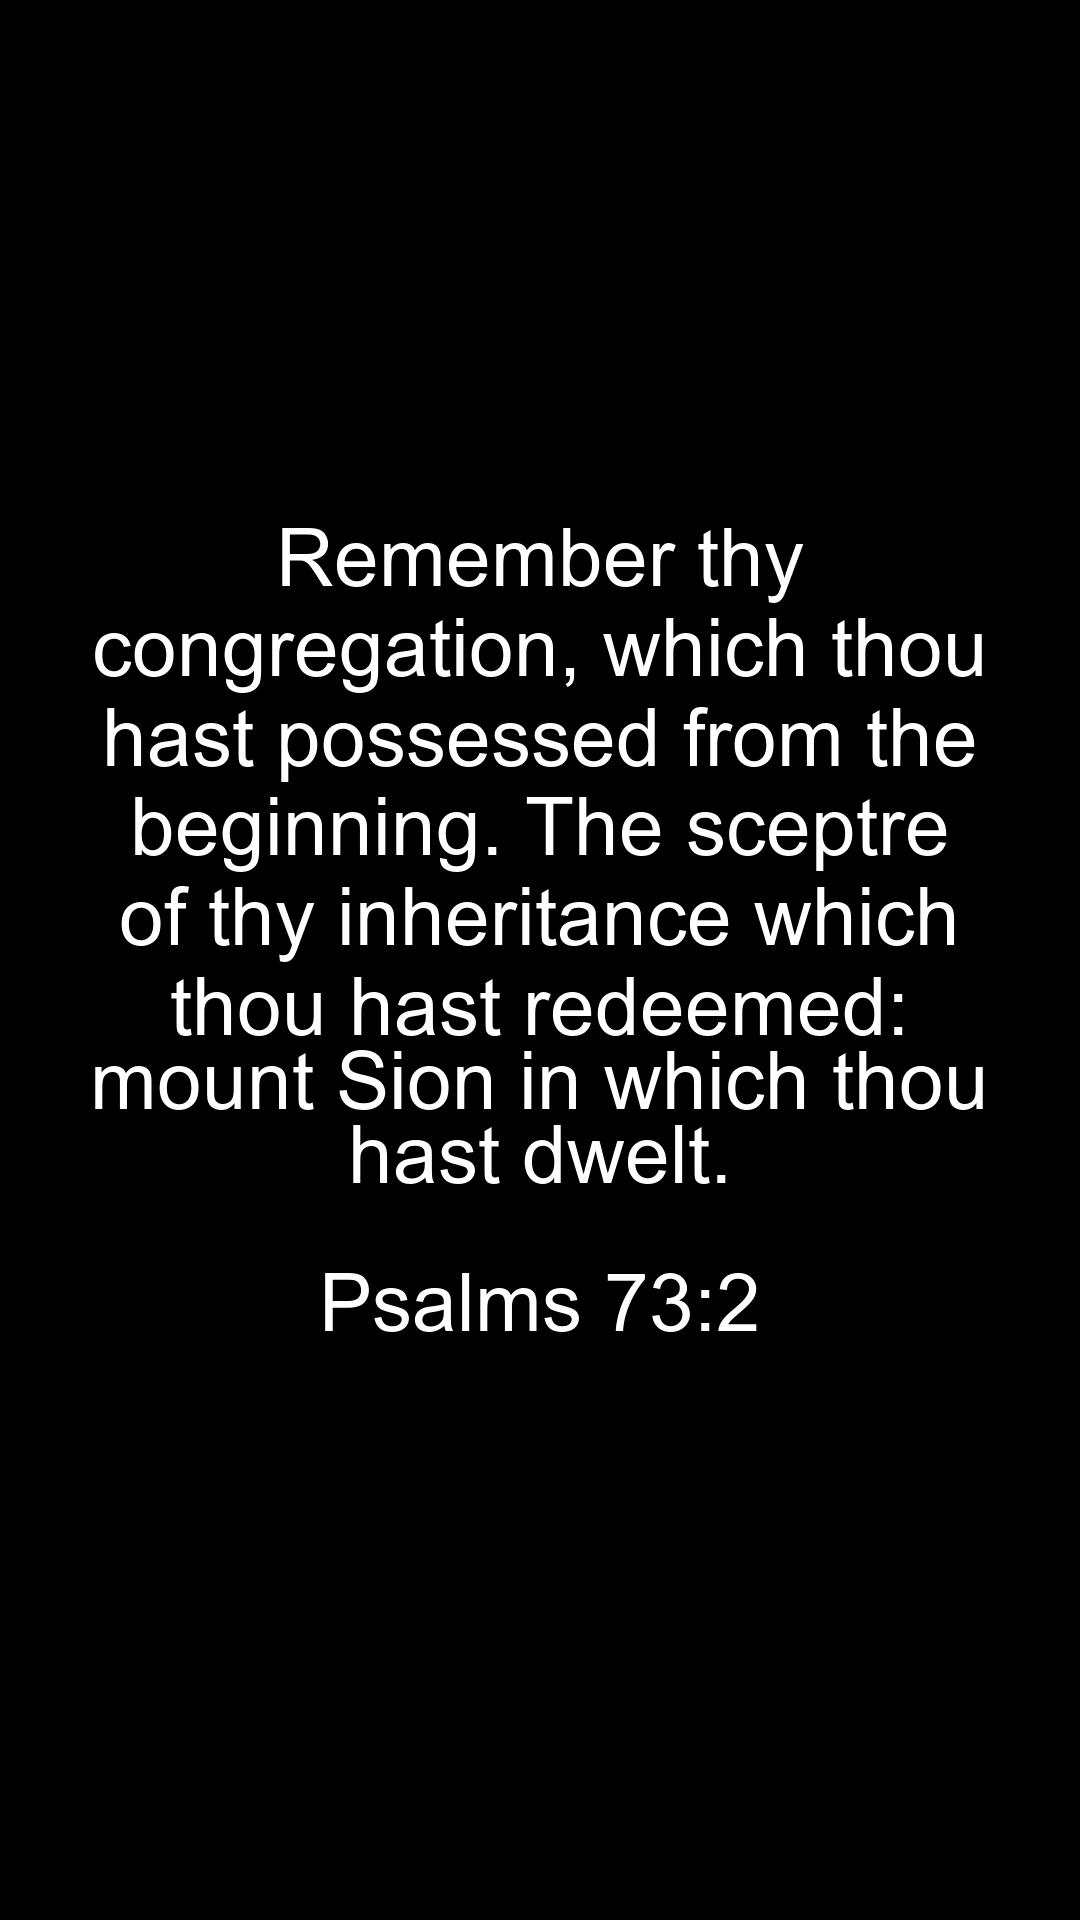 Remember thy
congregation, which thou
hast possessed from the
beginning. The sceptre
of thy inheritance which
thou hast redeemed:
mount Sion in which thou
hast dwelt.
Psalms 73:2